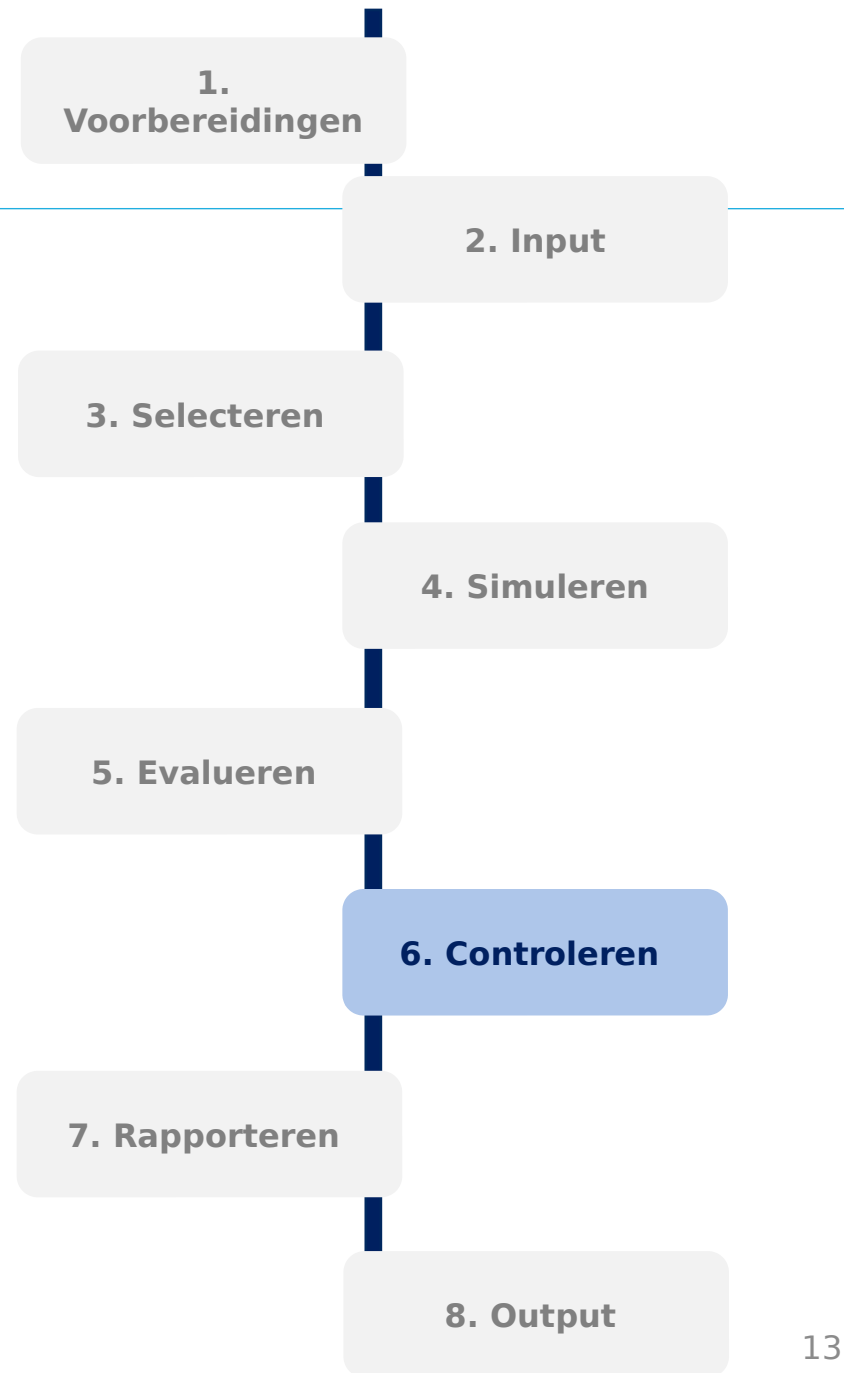 1.
Voorbereidingen
2. Input
3. Selecteren
4. Simuleren
5. Evalueren
6. Controleren
7. Rapporteren
8. Output
13